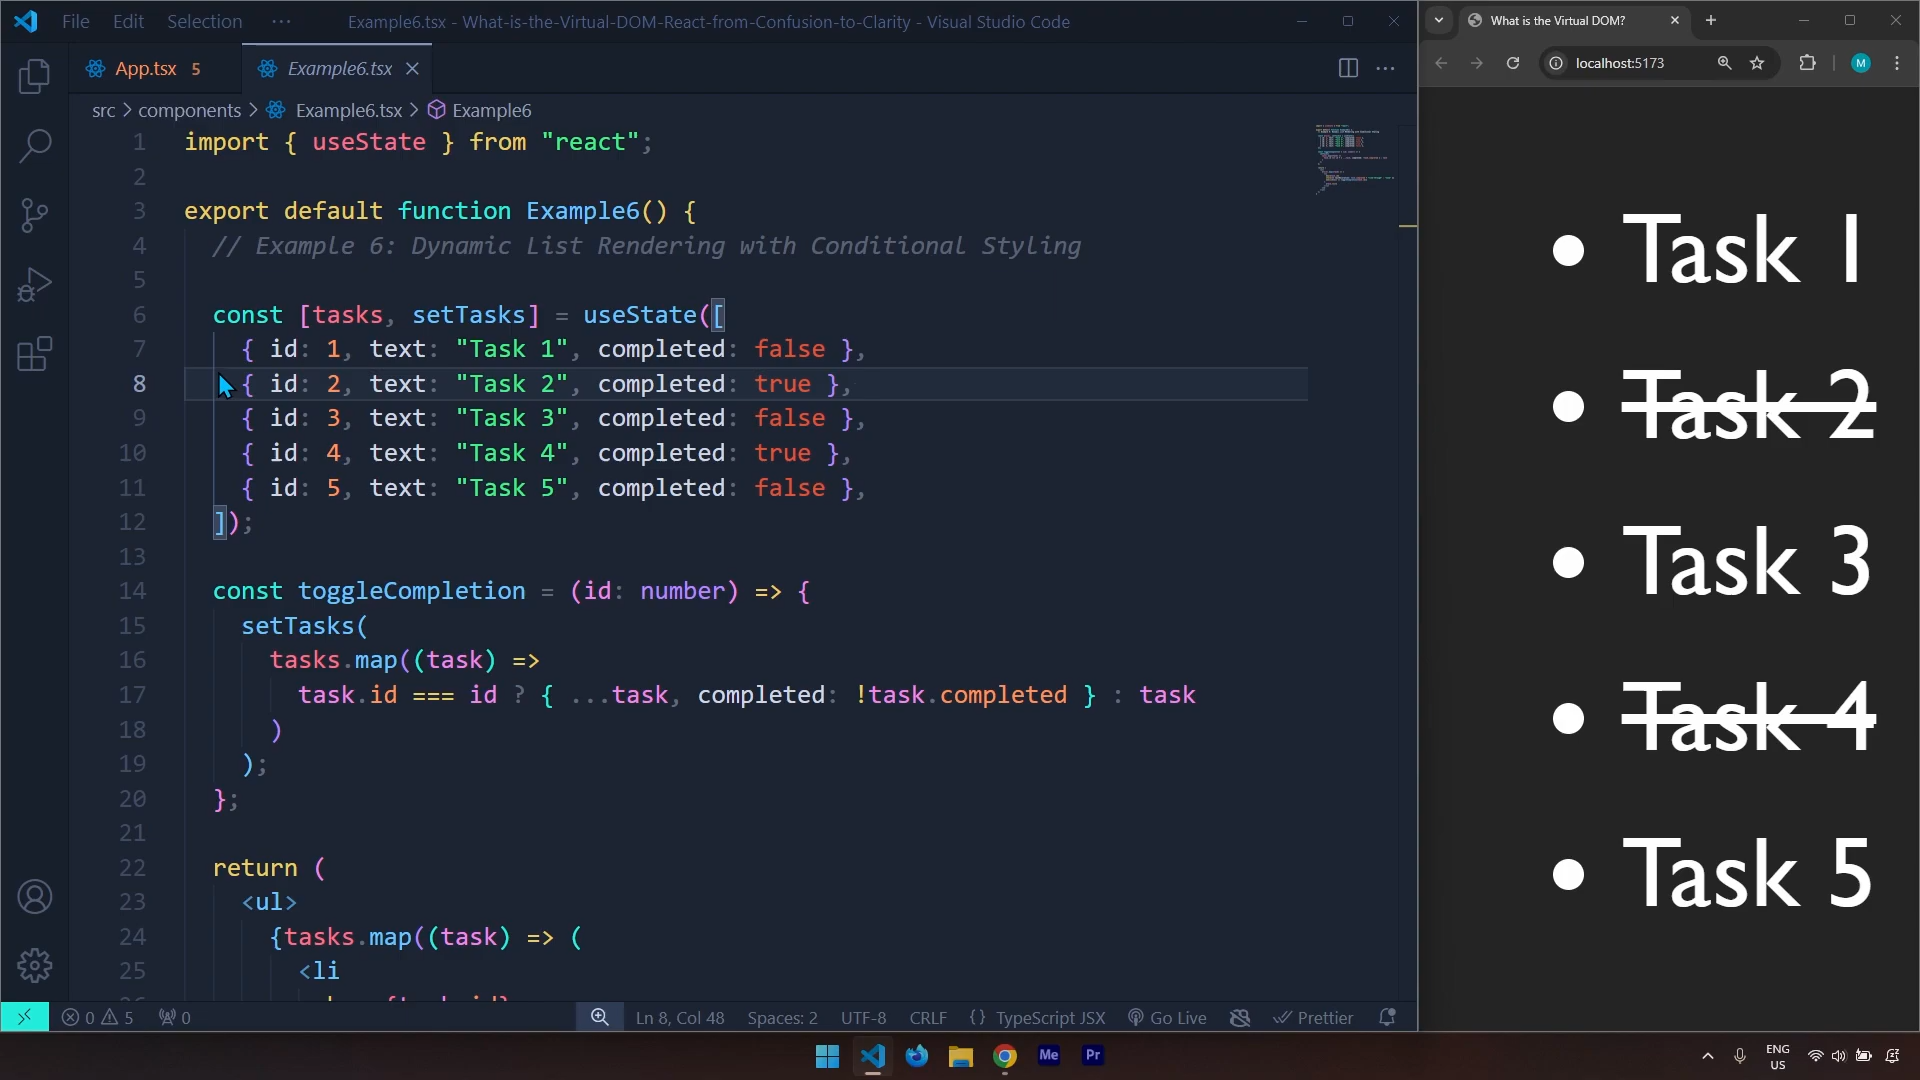 File Edit Selection ··· Example6.tsx - What-is-the-Virtual-DOM-React-from-Confusion-to-Clarity - Visual Studio Code
App.tsx 5 Example6.tsx
src > components > Example6.tsx > Example6
1 import { useState } from "react";
2
3 export default function Example6() {
4 // Example 6: Dynamic List Rendering with Conditional Styling
5
6 const [tasks, setTasks] = useState([
7 { id: 1, text: "Task 1", completed: false },
8 { id: 2, text: "Task 2", completed: true },
9 { id: 3, text: "Task 3", completed: false },
10 { id: 4, text: "Task 4", completed: true },
11 { id: 5, text: "Task 5", completed: false },
12 ]);
13
14 const toggleCompletion = (id: number) => {
15 setTasks(
16 tasks.map((task) =>
17 task.id === id ? { ...task, completed: !task.completed } : task
18 )
19 );
20 };
21
22 return (
23 <ul>
24 {tasks.map((task) => (
25 <li
0 5 0 Ln 8, Col 48 Spaces: 2 UTF-8 CRLF {} TypeScript JSX Go Live Prettier
What is the Virtual DOM?
localhost:5173 M
• Task 1
• Task 2
• Task 3
• Task 4
• Task 5
Me Pr
ENG
US